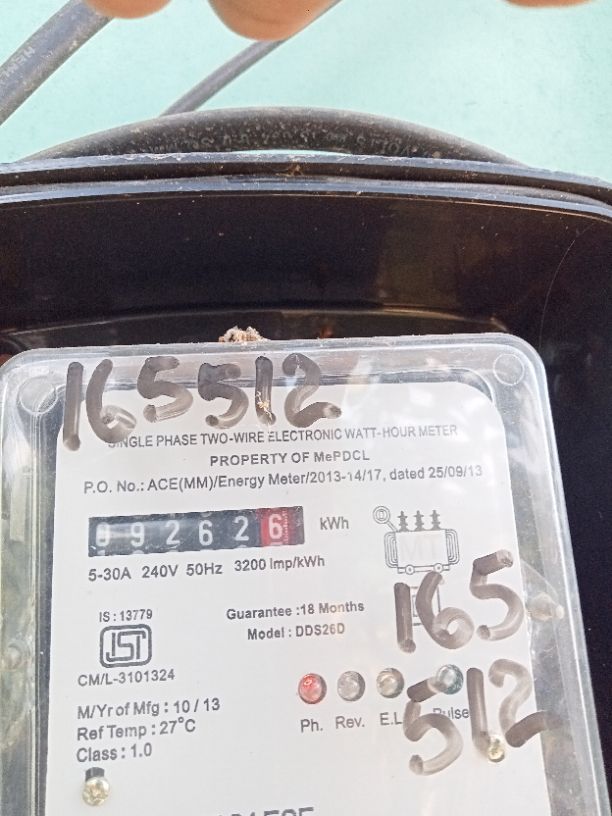 165512
SINGLE PHASE TWO-WIRE ELECTRONIC WATT-HOUR METER
PROPERTY OF MePDCL
P.O. No.: ACE(MM)/Energy Meter/2013-14/17, dated 25/09/13
092626 kWh
5-30A 240V 50Hz 3200 Imp/kWh
MT
IS : 13779
ISI
CM/L-3101324
Guarantee : 18 Months
Model : DDS26D
165
512
M/Yr of Mfg : 10 / 13
Ref Temp : 27°C
Class : 1.0
Ph. Rev. E.L Pulse